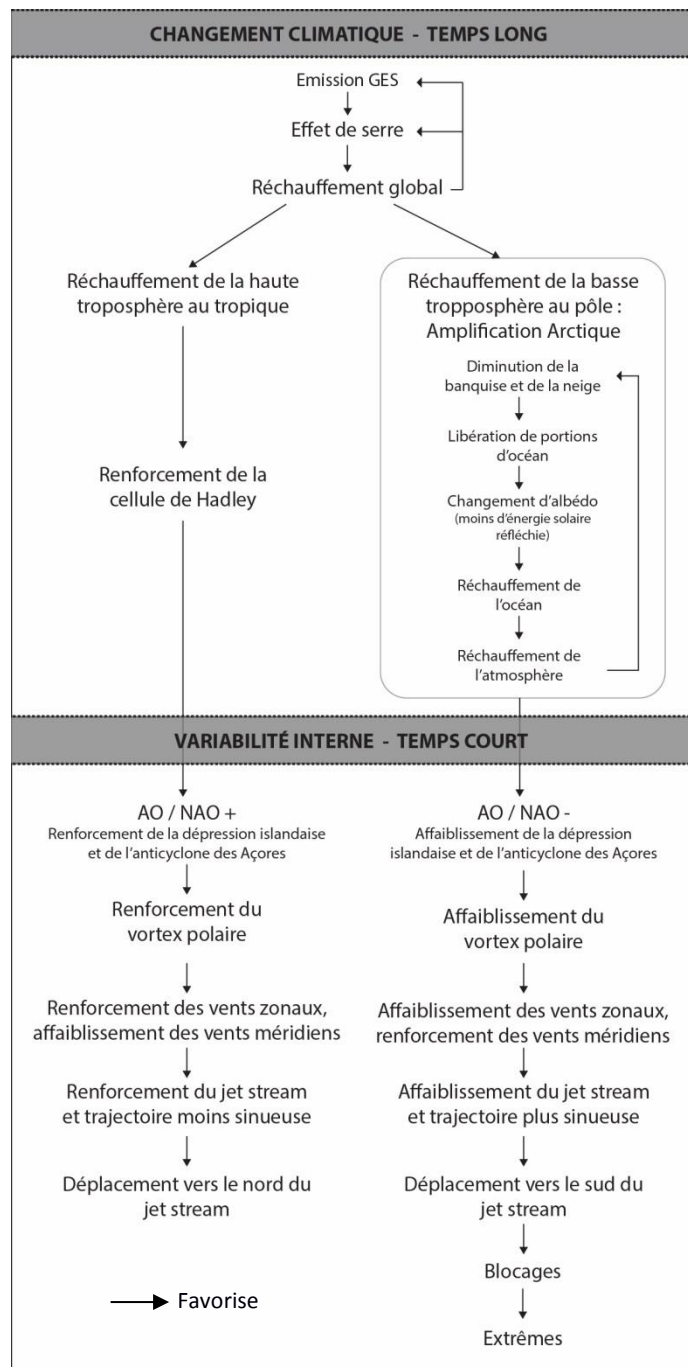 CHANGEMENT CLIMATIQUE - TEMPS LONG
Emission GES
Effet de serre
Réchauffement global
Réchauffement de la haute
troposphère au tropique
Renforcement de la
cellule de Hadley
Réchauffement de la basse
tropposphère au pôle :
Amplification Arctique
Diminution de la
banquise et de la neige
Libération de portions
d'océan
Changement d'albédo
(moins d'énergie solaire
réfléchie)
Réchauffement de
l'océan
Réchauffement de
l'atmosphère
VARIABILITÉ INTERNE - TEMPS COURT
AO / NAO +
Renforcement de la dépression islandaise
et de l'anticyclone des Açores
Renforcement du
vortex polaire
Renforcement des vents zonaux,
affaiblissement des vents méridiens
Renforcement du jet stream
et trajectoire moins sinueuse
Déplacement vers le nord du
jet stream
AO / NAO -
Affaiblissement de la dépression
islandaise et de l'anticyclone des Açores
Affaiblissement du
vortex polaire
Affaiblissement des vents zonaux,
renforcement des vents méridiens
Affaiblissement du jet stream
et trajectoire plus sinueuse
Déplacement vers le sud du
jet stream
Blocages
Extrêmes
Favorise